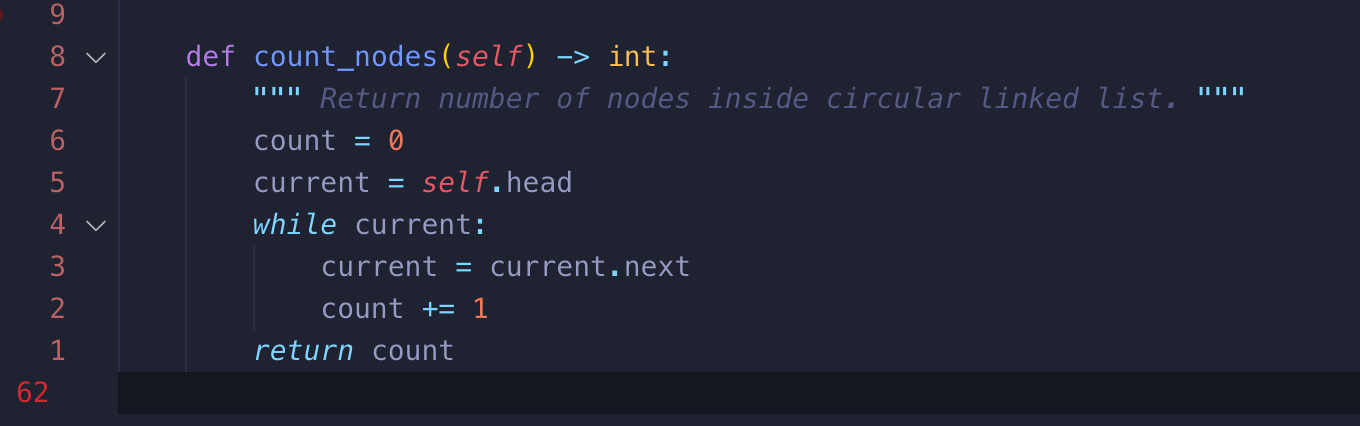 9
8 def count_nodes(self) -> int:
7 """ Return number of nodes inside circular linked list. """
6 count = 0
5 current = self.head
4 while current:
3 current = current.next
2 count += 1
1 return count
62